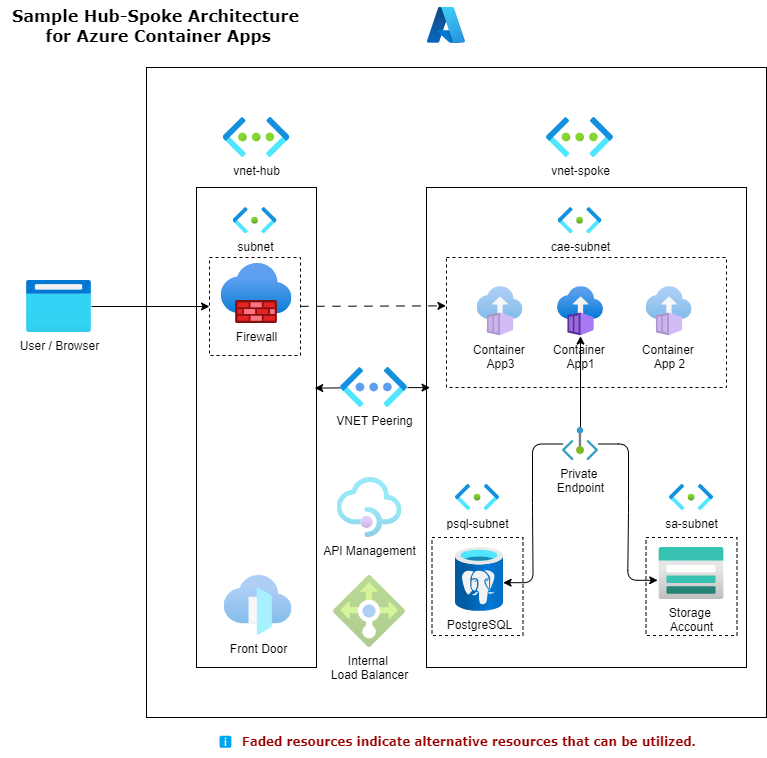 Sample Hub-Spoke Architecture
for Azure Container Apps
vnet-hub
vnet-spoke
subnet
cae-subnet
Firewall
User / Browser
Container
App3
Container
App1
Container
App 2
VNET Peering
Private
Endpoint
psql-subnet
sa-subnet
API Management
PostgreSQL
Storage
Account
Front Door
Internal
Load Balancer
i Faded resources indicate alternative resources that can be utilized.